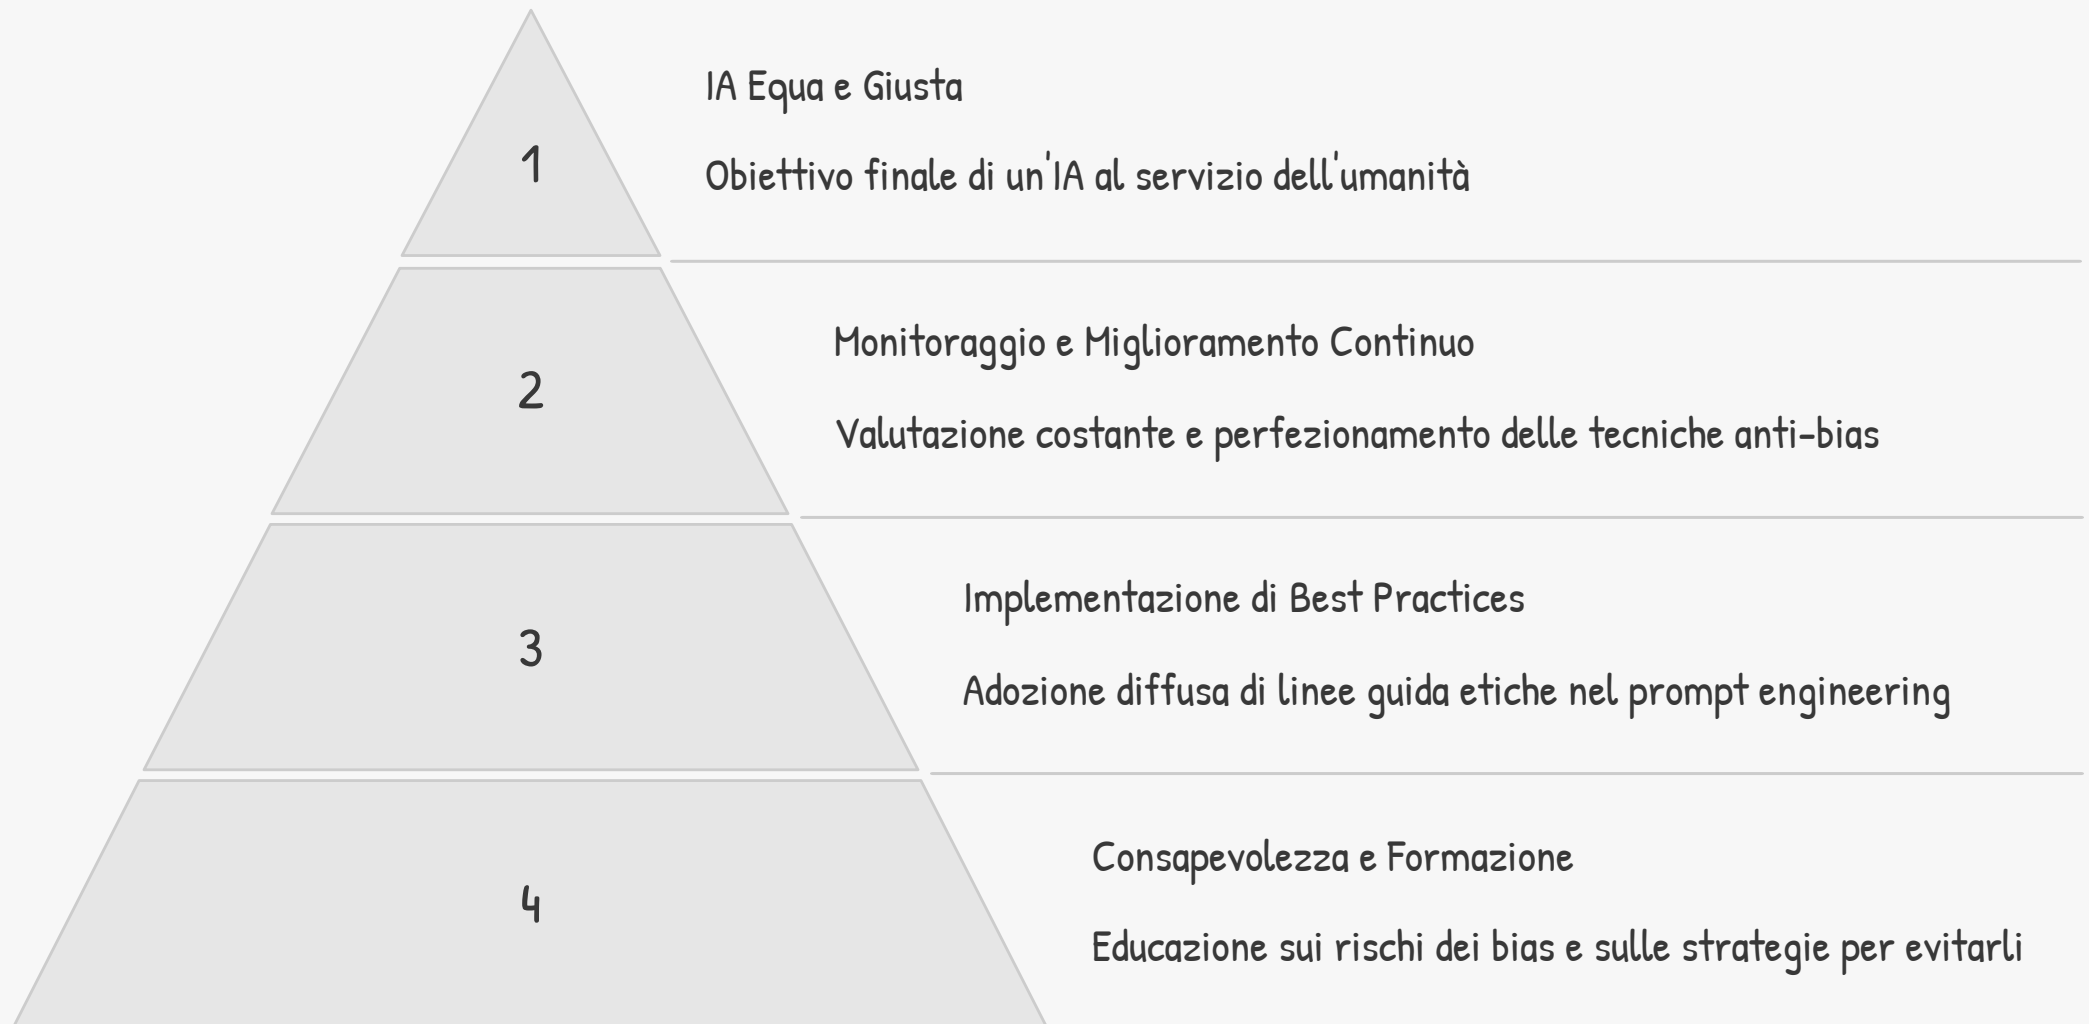 1
IA Equa e Giusta
Obiettivo finale di un'IA al servizio dell'umanità
2
Monitoraggio e Miglioramento Continuo
Valutazione costante e perfezionamento delle tecniche anti-bias
3
Implementazione di Best Practices
Adozione diffusa di linee guida etiche nel prompt engineering
4
Consapevolezza e Formazione
Educazione sui rischi dei bias e sulle strategie per evitarli